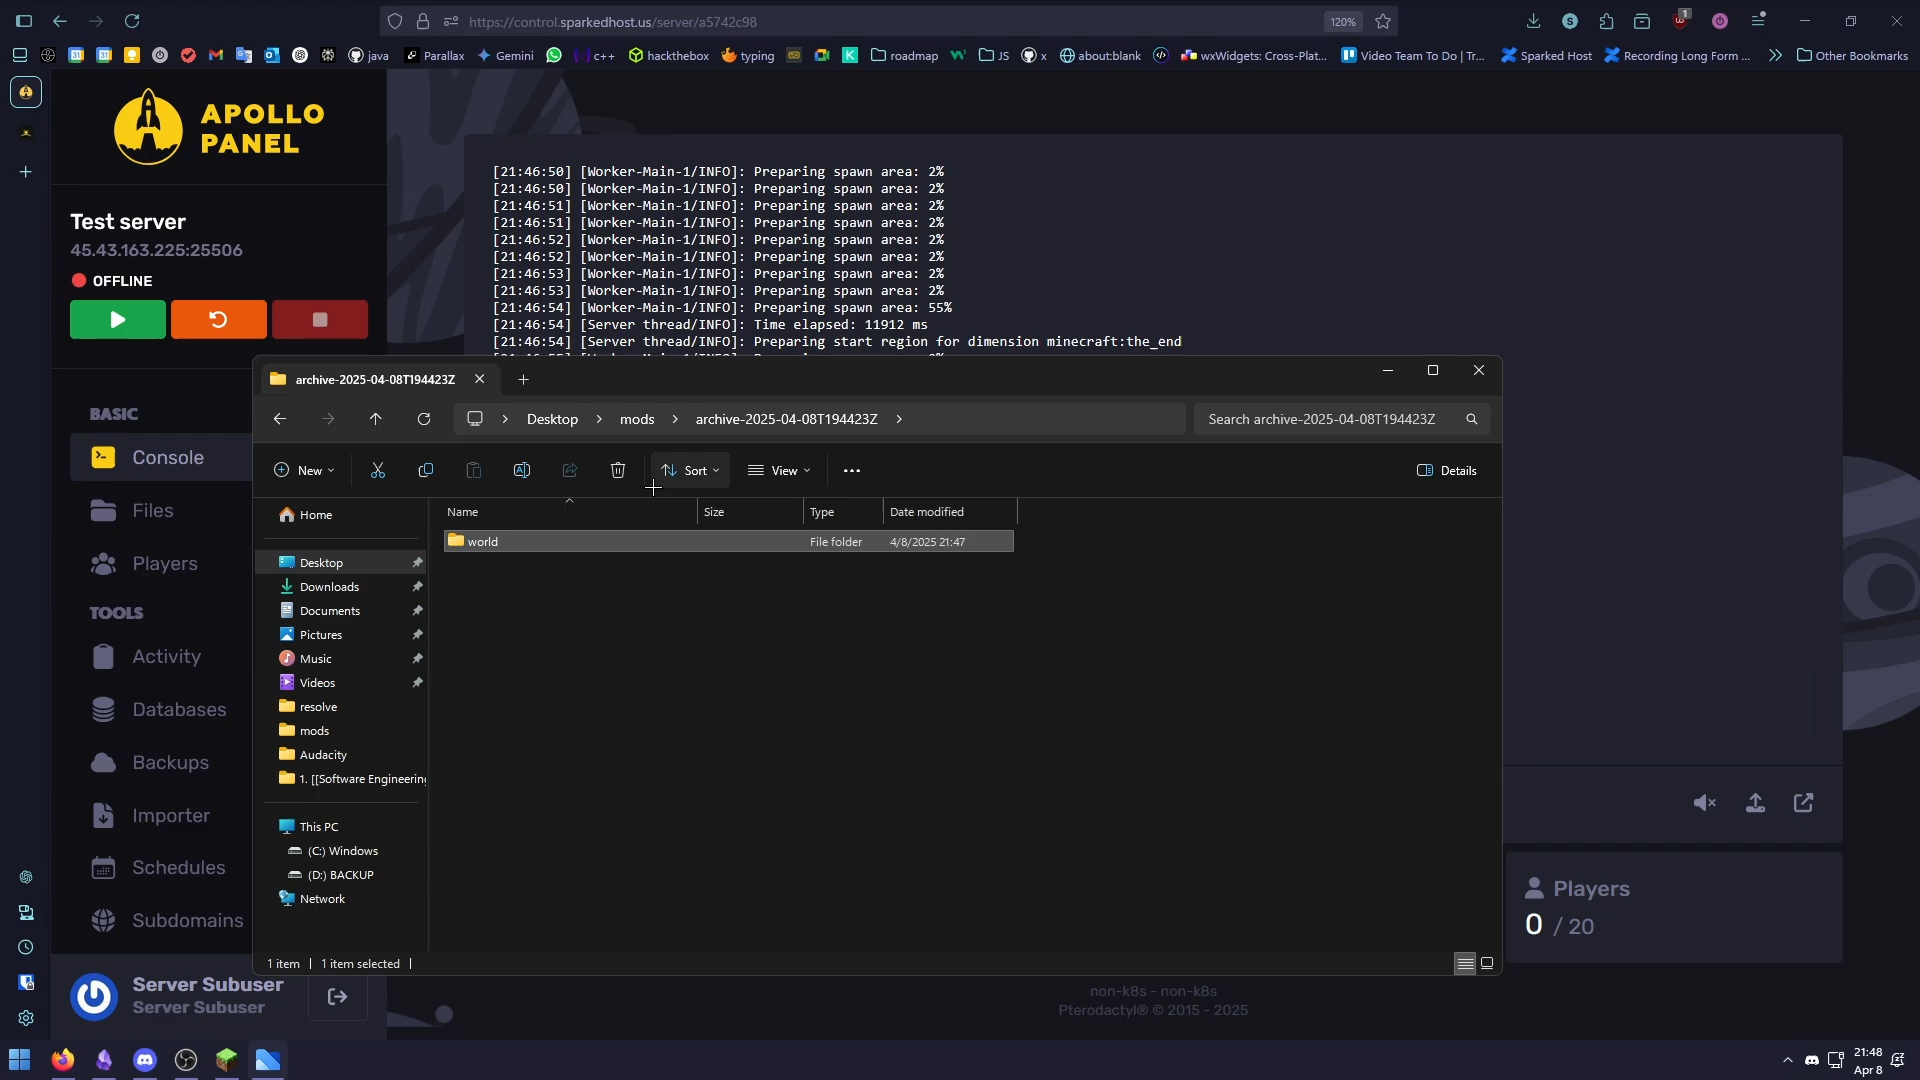 https://control.sparkedhost.us/server/a5742c98
120%
1
java
Parallax
Gemini
c++
hackthebox
typing
roadmap
JS
x
about:blank
wxWidgets: Cross-Plat...
Video Team To Do | Tr...
Sparked Host
Recording Long Form ...
Other Bookmarks
APOLLO
PANEL
Test server
45.43.163.225:25506
OFFLINE
BASIC
Console
Files
Players
TOOLS
Activity
Databases
Backups
Importer
Schedules
Subdomains
Server Subuser
Server Subuser
[21:46:50] [Worker-Main-1/INFO]: Preparing spawn area: 2%
[21:46:50] [Worker-Main-1/INFO]: Preparing spawn area: 2%
[21:46:51] [Worker-Main-1/INFO]: Preparing spawn area: 2%
[21:46:51] [Worker-Main-1/INFO]: Preparing spawn area: 2%
[21:46:52] [Worker-Main-1/INFO]: Preparing spawn area: 2%
[21:46:52] [Worker-Main-1/INFO]: Preparing spawn area: 2%
[21:46:53] [Worker-Main-1/INFO]: Preparing spawn area: 2%
[21:46:53] [Worker-Main-1/INFO]: Preparing spawn area: 2%
[21:46:54] [Worker-Main-1/INFO]: Preparing spawn area: 55%
[21:46:54] [Server thread/INFO]: Time elapsed: 11912 ms
[21:46:54] [Server thread/INFO]: Preparing start region for dimension minecraft:the_end
archive-2025-04-08T194423Z
Desktop > mods > archive-2025-04-08T194423Z >
Search archive-2025-04-08T194423Z
New
Sort
View
Details
Home
Desktop
Downloads
Documents
Pictures
Music
Videos
resolve
mods
Audacity
1. [[Software Engineering
This PC
(C:) Windows
(D:) BACKUP
Network
Name Size Type Date modified
world File folder 4/8/2025 21:47
1 item | 1 item selected |
Players
0 / 20
non-k8s - non-k8s
Pterodactyl® © 2015 - 2025
21:48
Apr 8